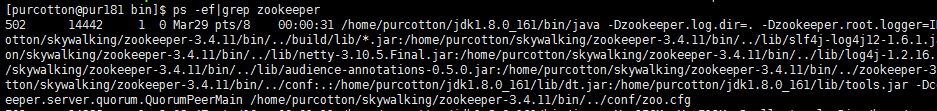 [purcotton@pur181 bin]$ ps -ef|grep zookeeper
502      14442     1  0 Mar29 pts/8    00:00:31 /home/purcotton/jdk1.8.0_161/bin/java -Dzookeeper.log.dir=. -Dzookeeper.root.logger=I
otton/skywalking/zookeeper-3.4.11/bin/../build/lib/*.jar:/home/purcotton/skywalking/zookeeper-3.4.11/bin/../lib/slf4j-log4j12-1.6.1.j
on/skywalking/zookeeper-3.4.11/bin/../lib/netty-3.10.5.Final.jar:/home/purcotton/skywalking/zookeeper-3.4.11/bin/../lib/log4j-1.2.16.
/skywalking/zookeeper-3.4.11/bin/../lib/audience-annotations-0.5.0.jar:/home/purcotton/skywalking/zookeeper-3.4.11/bin/../zookeeper-3
tton/skywalking/zookeeper-3.4.11/bin/../conf:.:/home/purcotton/jdk1.8.0_161/lib/dt.jar:/home/purcotton/jdk1.8.0_161/lib/tools.jar -Dc
eeper.server.quorum.QuorumPeerMain /home/purcotton/skywalking/zookeeper-3.4.11/bin/../conf/zoo.cfg